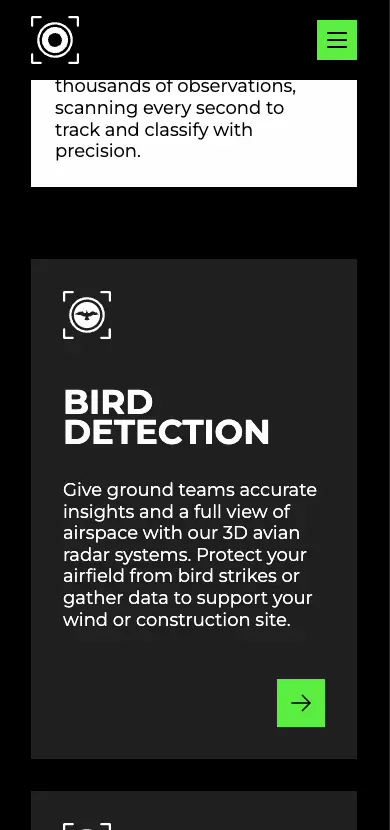 thousands of observations,
scanning every second to
track and classify with
precision.
BIRD
DETECTION
Give ground teams accurate
insights and a full view of
airspace with our 3D avian
radar systems. Protect your
airfield from bird strikes or
gather data to support your
wind or construction site.